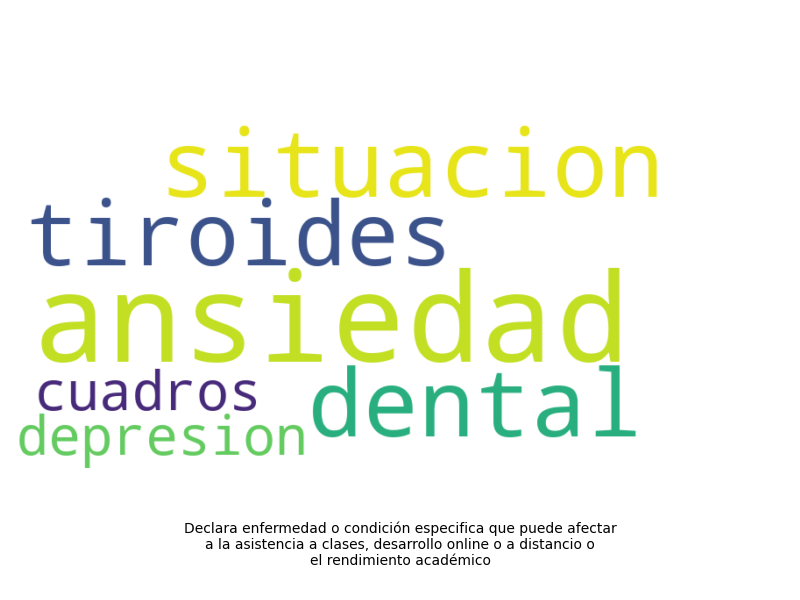 situacion
tiroides
ansiedad
cuadros
dental
depresion
Declara enfermedad o condición especifica que puede afectar
a la asistencia a clases, desarrollo online o a distancio o
el rendimiento académico